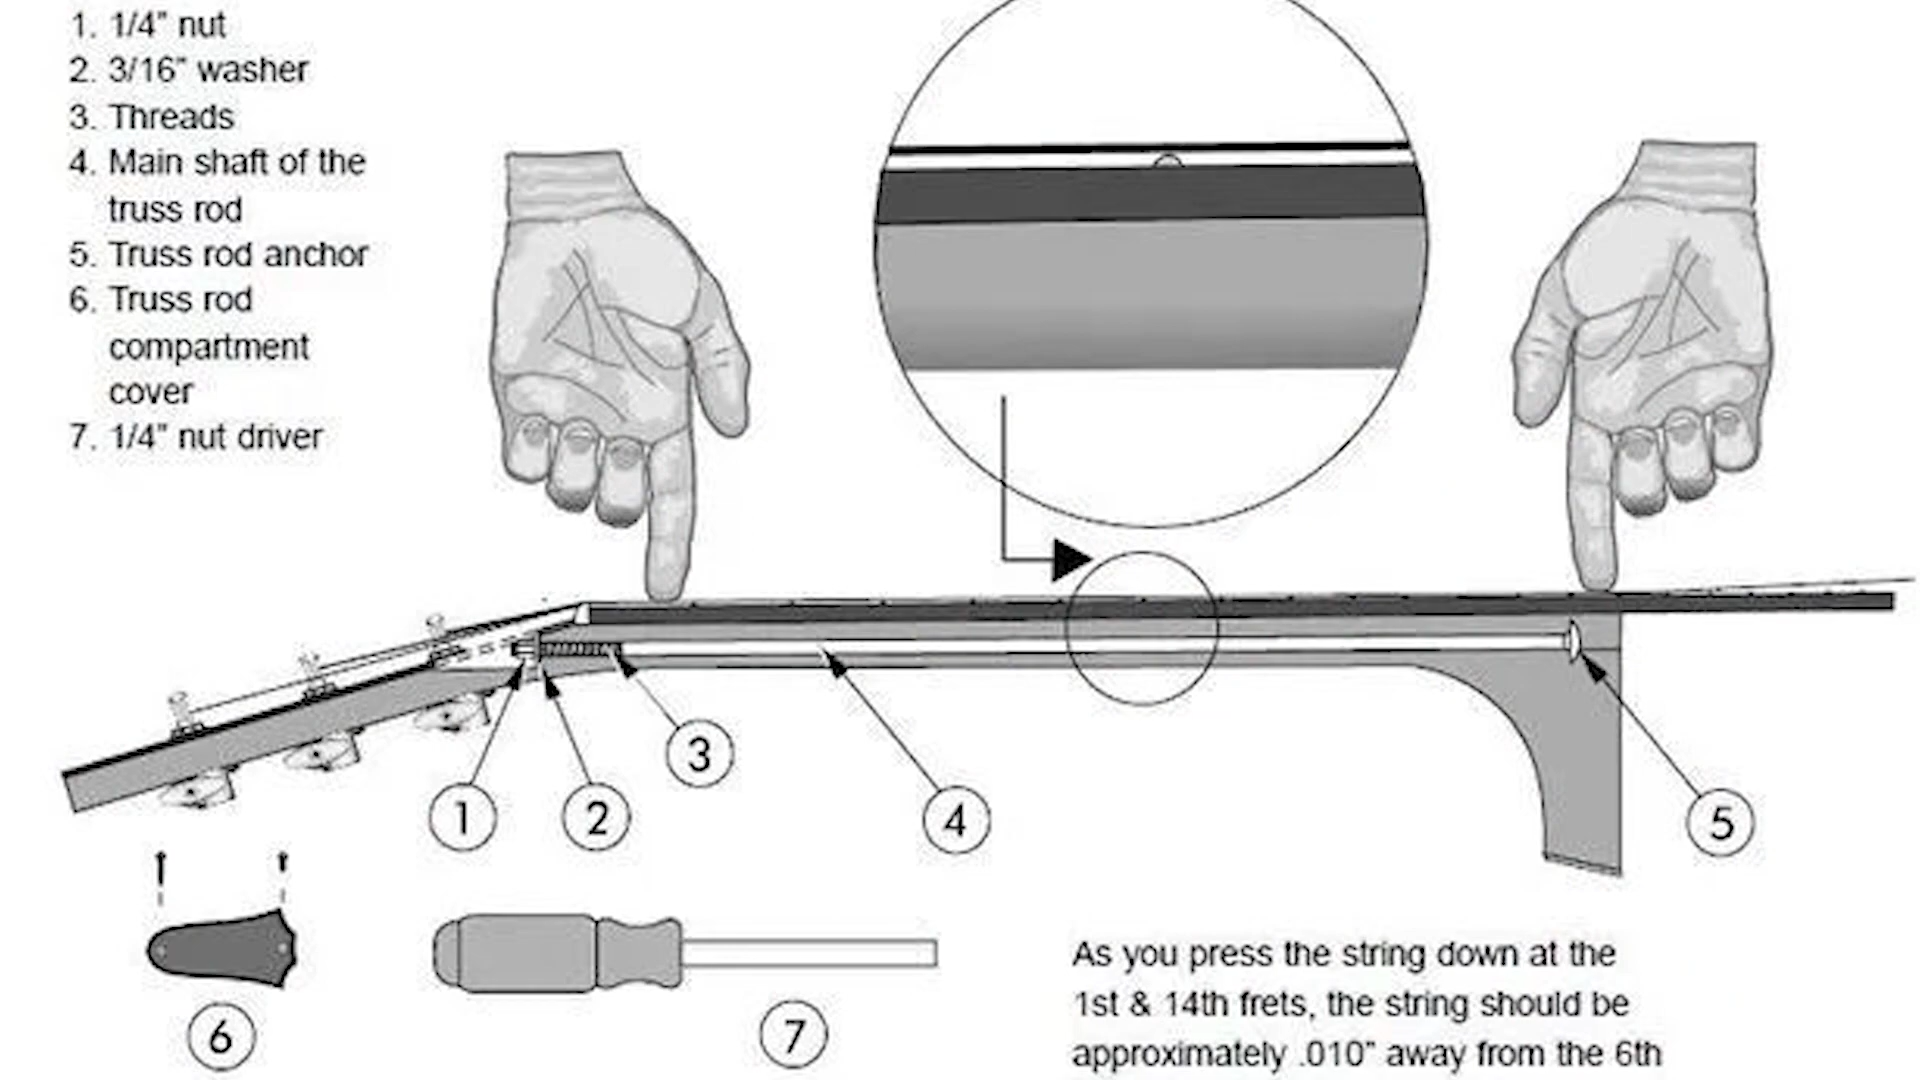 1. 1/4” nut
2. 3/16” washer
3. Threads
4. Main shaft of the
truss rod
5. Truss rod anchor
6. Truss rod
compartment
cover
7. 1/4” nut driver
1
2
3
4
5
6
7
As you press the string down at the
1st & 14th frets, the string should be
approximately .010” away from the 6th